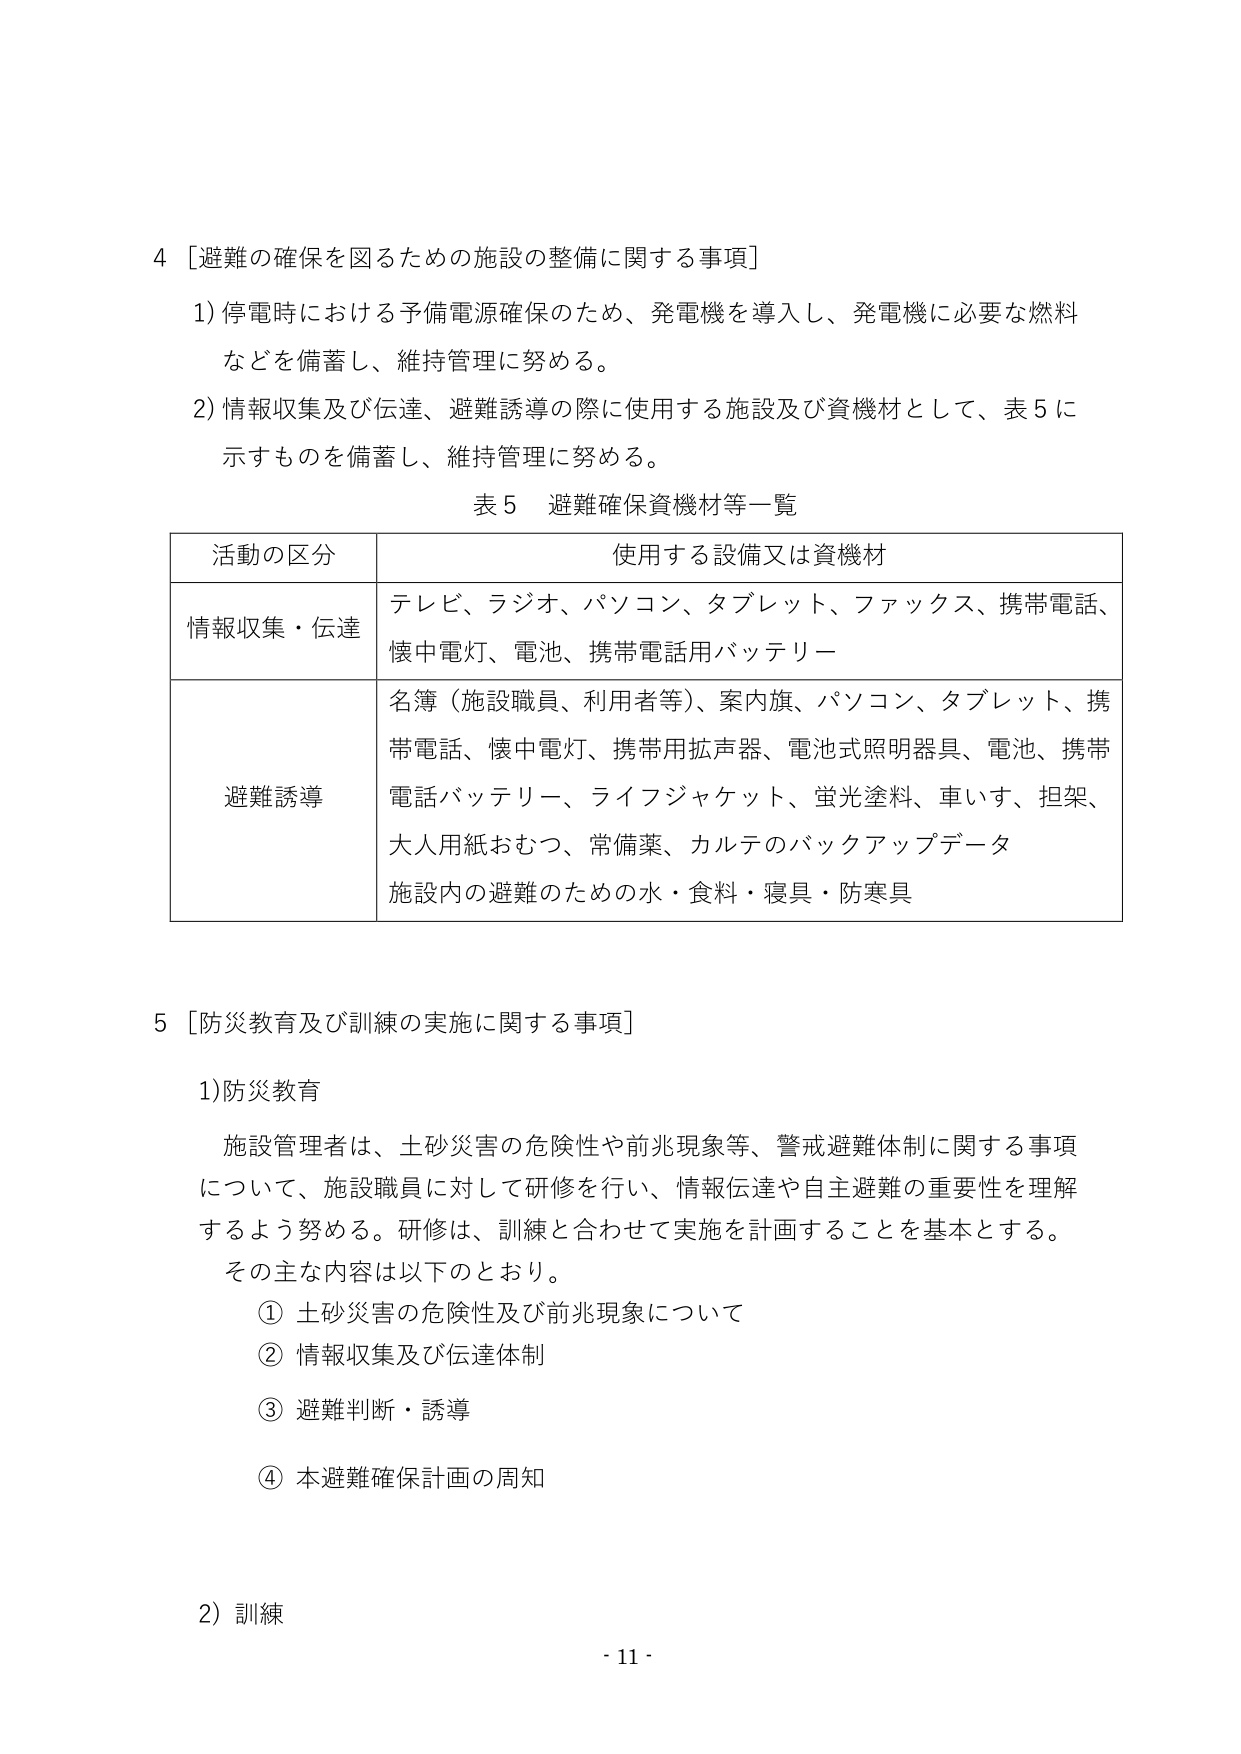 4 ［避難の確保を図るための施設の整備に関する事項］
1) 停電時における予備電源確保のため、発電機を導入し、発電機に必要な燃料
などを備蓄し、維持管理に努める。
2) 情報収集及び伝達、避難誘導の際に使用する施設及び資機材として、表５に
示すものを備蓄し、維持管理に努める。
表５　避難確保資機材等一覧
活動の区分　使用する設備又は資機材
情報収集・伝達
テレビ、ラジオ、パソコン、タブレット、ファックス、携帯電話、
懐中電灯、電池、携帯電話用バッテリー
避難誘導
名簿（施設職員、利用者等）、案内旗、パソコン、タブレット、携
帯電話、懐中電灯、携帯用拡声器、電池式照明器具、電池、携帯
電話バッテリー、ライフジャケット、蛍光塗料、車いす、担架、
大人用紙おむつ、常備薬、カルテのバックアップデータ
施設内の避難のための水・食料・寝具・防寒具
5 ［防災教育及び訓練の実施に関する事項］
1)防災教育
施設管理者は、土砂災害の危険性や前兆現象等、警戒避難体制に関する事項
について、施設職員に対して研修を行い、情報伝達や自主避難の重要性を理解
するよう努める。研修は、訓練と合わせて実施を計画することを基本とする。
その主な内容は以下のとおり。
① 土砂災害の危険性及び前兆現象について
② 情報収集及び伝達体制
③ 避難判断・誘導
④ 本避難確保計画の周知
2) 訓練
- 11 -